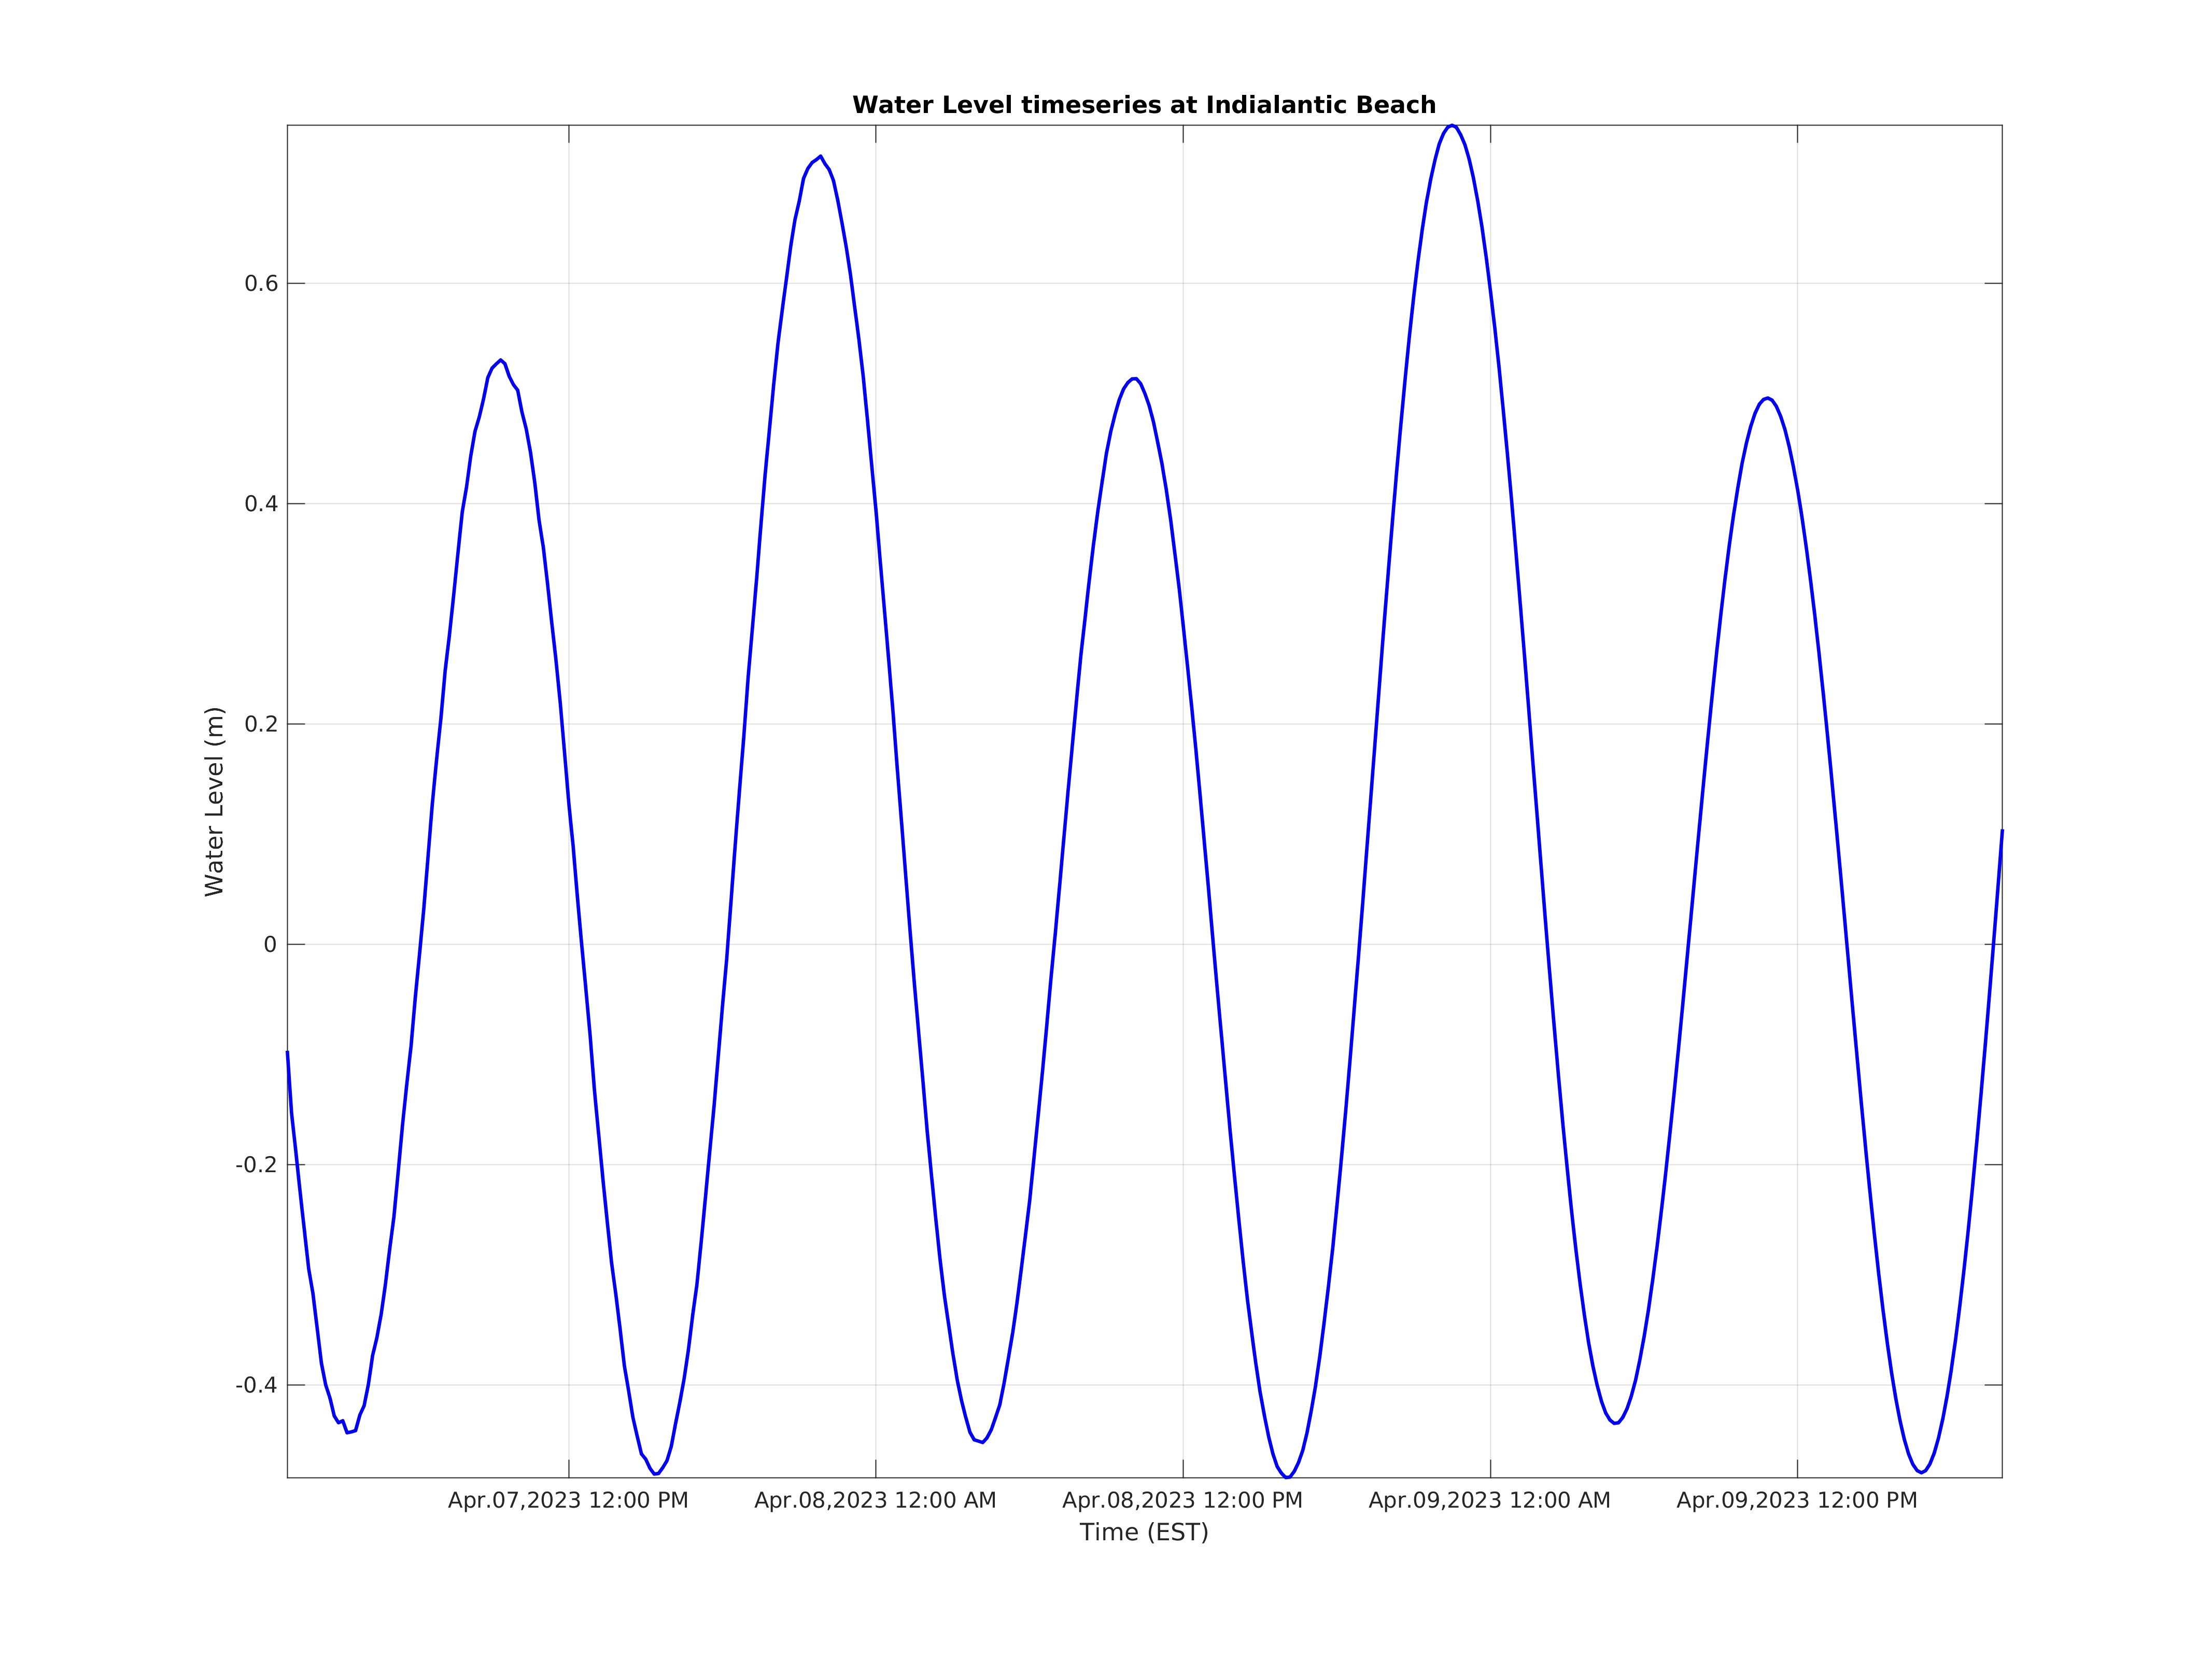 Water Level timeseries at Indialantic Beach
Water Level (m)
0.6
0.4
0.2
0
-0.2
-0.4
Apr.07,2023 12:00 PM
Apr.08,2023 12:00 AM
Apr.08,2023 12:00 PM
Apr.09,2023 12:00 AM
Apr.09,2023 12:00 PM
Time (EST)